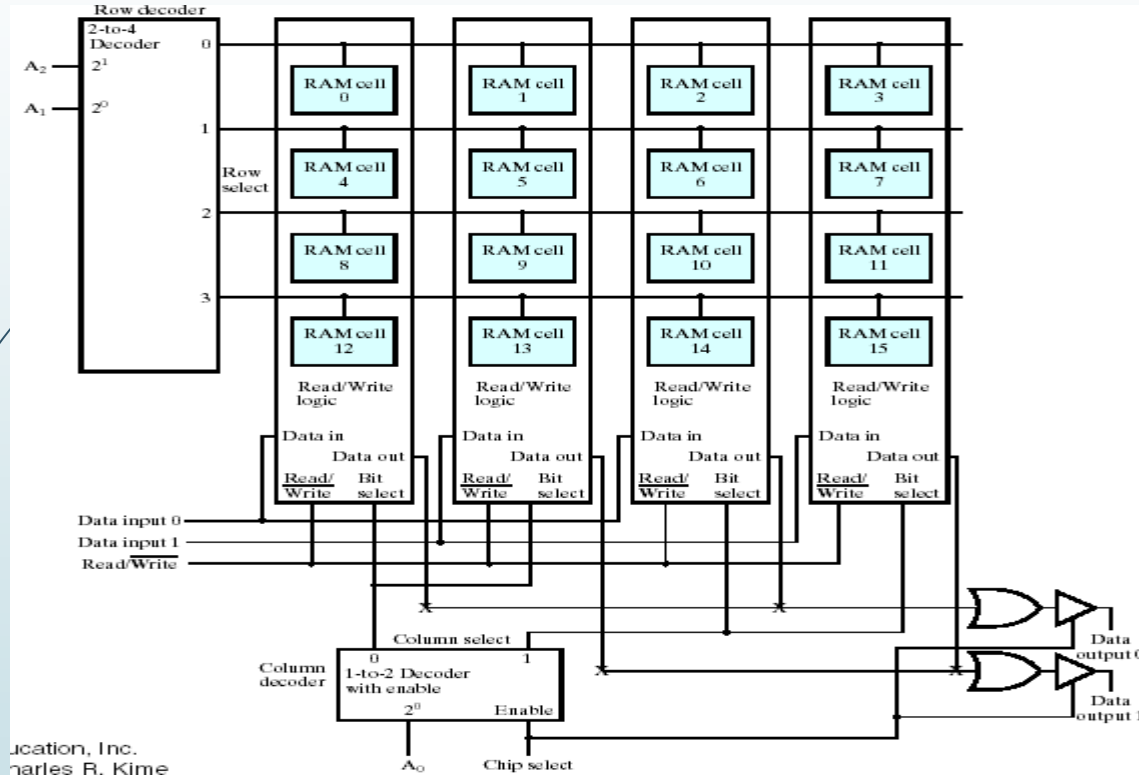 Row decoder
2-to-4
Decoder
A2
2^1
A1
2^0
0
1
Row
select
2
3
RAM cell
0
RAM cell
1
RAM cell
2
RAM cell
3
RAM cell
4
RAM cell
5
RAM cell
6
RAM cell
7
RAM cell
8
RAM cell
9
RAM cell
10
RAM cell
11
RAM cell
12
RAM cell
13
RAM cell
14
RAM cell
15
Read/Write
logic
Read/Write
logic
Read/Write
logic
Read/Write
logic
Data in
Data in
Data in
Data in
Data out
Data out
Data out
Data out
Read/
Write
Bit
select
Read/
Write
Bit
select
Read/
Write
Bit
select
Read/
Write
Bit
select
Data input 0
Data input 1
Read/Write
X
X
X
X
Column select
0
1
Column
decoder
1-to-2 Decoder
with enable
2^0
Enable
A0
Chip select
Data
output 0
Data
output 1
ucation, Inc.
harles R. Kime